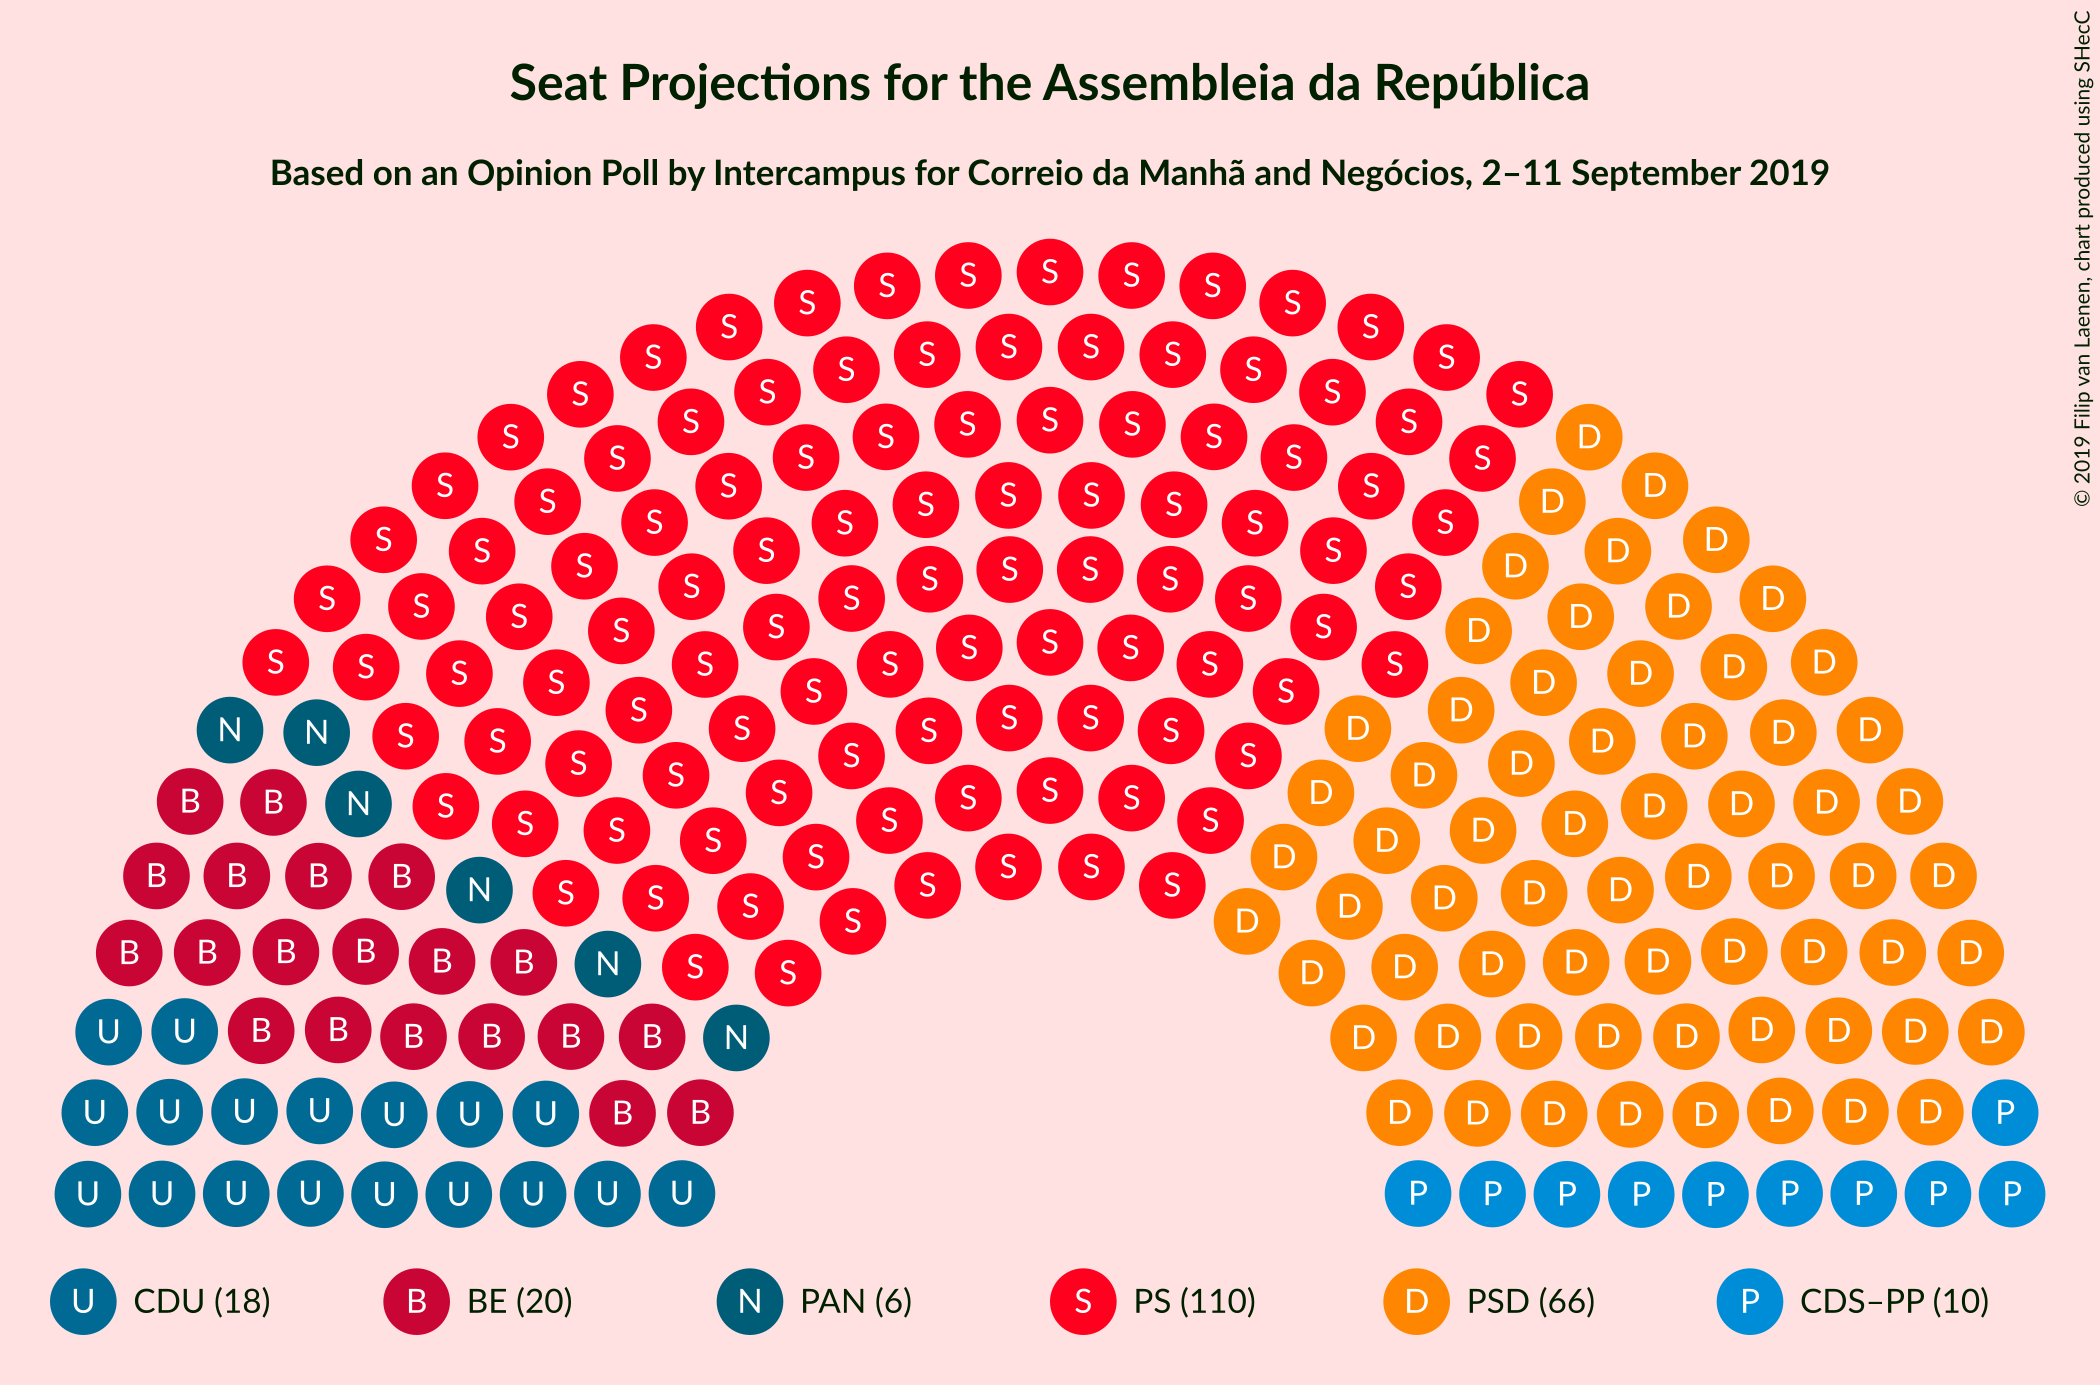 Seat Projections for the Assembleia da República
Based on an Opinion Poll by Intercampus for Correio da Manhã and Negócios, 2–11 September 2019
© 2019 Filip van Laenen, chart produced using SHecC
S S S S S S S S S S S S S S S S S S S S S S S S S S S S S S S S S S S S S S S S S S S S S S S S S S S S S S S S S S S S S S S S S S S S S S S S S S S S S S S S S S S S S S S S S S S S S S S S S S S S S S S S S S S S S S
D D D D D D D D D D D D D D D D D D D D D D D D D D D D D D D D D D D D D D D D D D D D D D D D D D D D D D D D D D D D D D D D D D
N N N N N N
B B B B B B B B B B B B B B B B B B B B
U U U U U U U U U U U U U U U U U U
P P P P P P P P P P
U CDU (18) B BE (20) N PAN (6) S PS (110) D PSD (66) P CDS–PP (10)